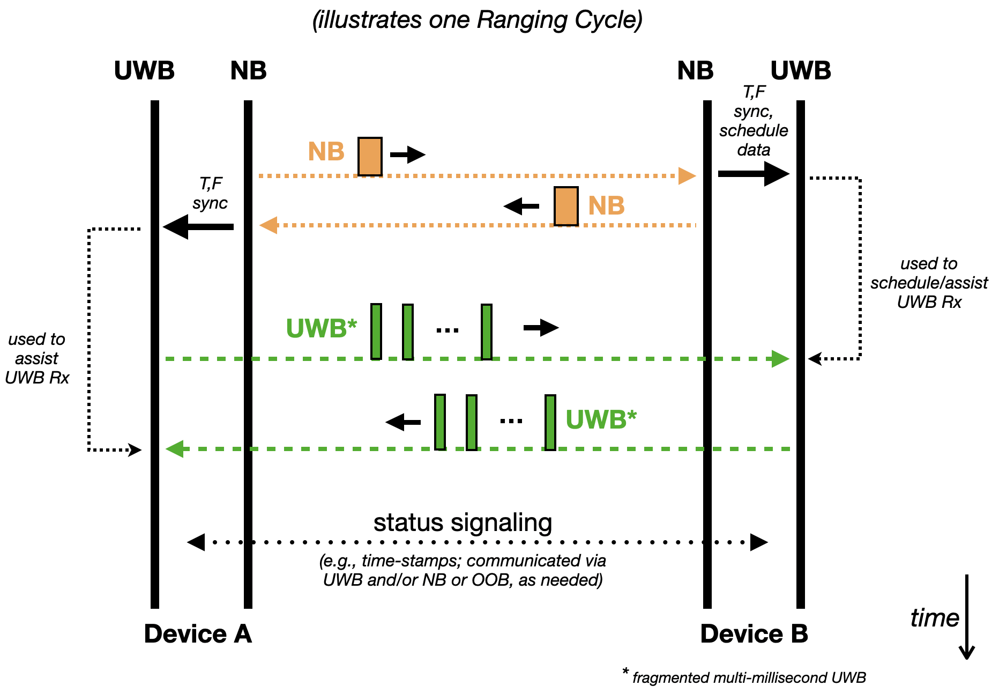 (illustrates one Ranging Cycle)
UWB
NB
NB
UWB
T,F
sync,
schedule
data
NB
T,F
sync
NB
used to
schedule/assist
UWB Rx
UWB*
...
used to
assist
UWB Rx
...
UWB*
status signaling
(e.g., time-stamps; communicated via
UWB and/or NB or OOB, as needed)
time
Device A
Device B
* fragmented multi-millisecond UWB